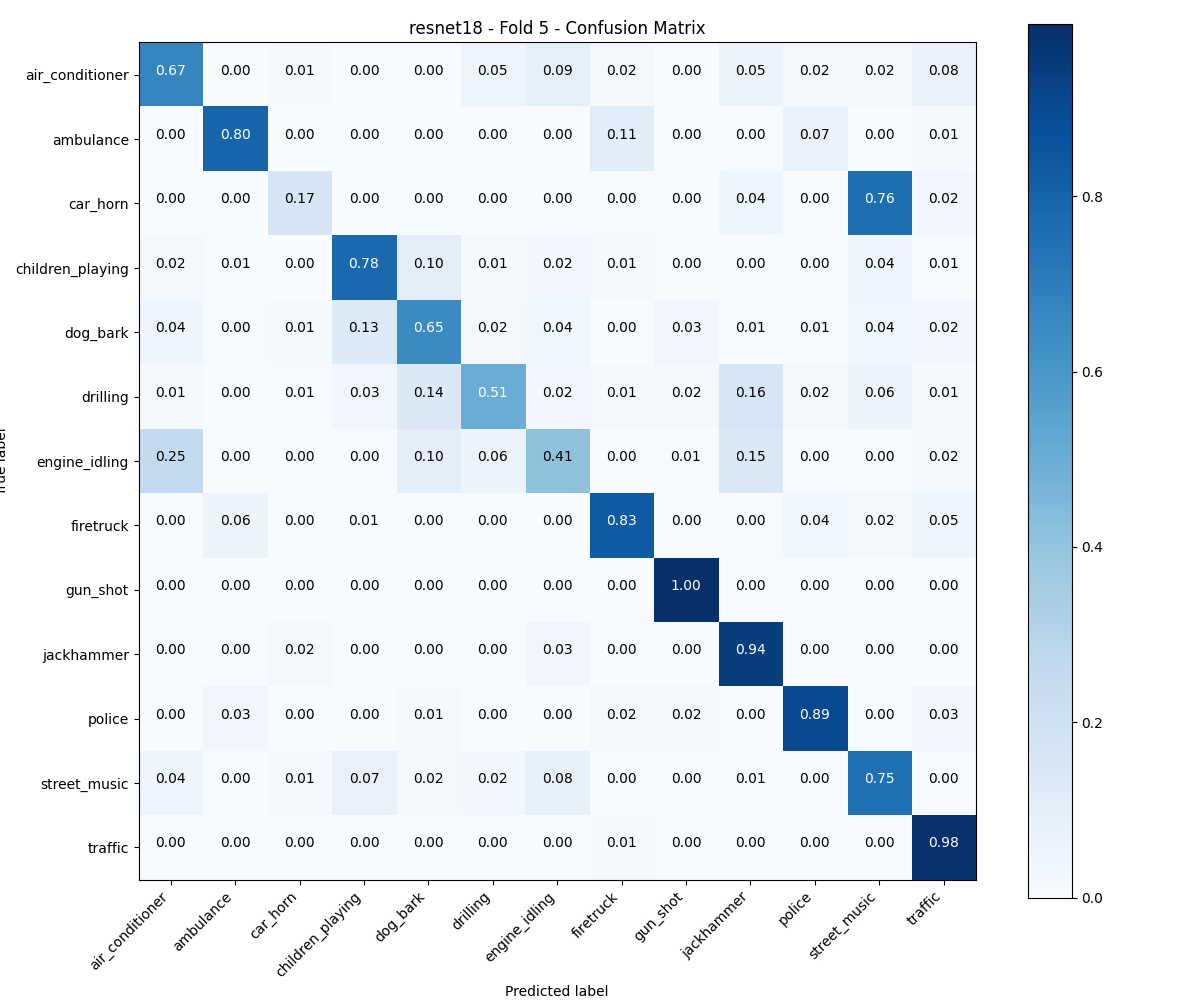 resnet18 - Fold 5 - Confusion Matrix
air_conditioner 0.67 0.00 0.01 0.00 0.00 0.05 0.09 0.02 0.00 0.05 0.02 0.02 0.08
ambulance 0.00 0.80 0.00 0.00 0.00 0.00 0.00 0.11 0.00 0.00 0.07 0.00 0.01
car_horn 0.00 0.00 0.17 0.00 0.00 0.00 0.00 0.00 0.00 0.04 0.00 0.76 0.02
children_playing 0.02 0.01 0.00 0.78 0.10 0.01 0.02 0.01 0.00 0.00 0.00 0.04 0.01
dog_bark 0.04 0.00 0.01 0.13 0.65 0.02 0.04 0.00 0.03 0.01 0.01 0.04 0.02
drilling 0.01 0.00 0.01 0.03 0.14 0.51 0.02 0.01 0.02 0.16 0.02 0.06 0.01
engine_idling 0.25 0.00 0.00 0.00 0.10 0.06 0.41 0.00 0.01 0.15 0.00 0.00 0.02
firetruck 0.00 0.06 0.00 0.01 0.00 0.00 0.00 0.83 0.00 0.00 0.04 0.02 0.05
gun_shot 0.00 0.00 0.00 0.00 0.00 0.00 0.00 0.00 1.00 0.00 0.00 0.00 0.00
jackhammer 0.00 0.00 0.02 0.00 0.00 0.00 0.03 0.00 0.00 0.94 0.00 0.00 0.00
police 0.00 0.03 0.00 0.00 0.01 0.00 0.00 0.02 0.02 0.00 0.89 0.00 0.03
street_music 0.04 0.00 0.01 0.07 0.02 0.02 0.08 0.00 0.00 0.01 0.00 0.75 0.00
traffic 0.00 0.00 0.00 0.00 0.00 0.00 0.00 0.01 0.00 0.00 0.00 0.00 0.98
air_conditioner ambulance car_horn children_playing dog_bark drilling engine_idling firetruck gun_shot jackhammer police street_music traffic
Predicted label
0.8
0.6
0.4
0.2
0.0